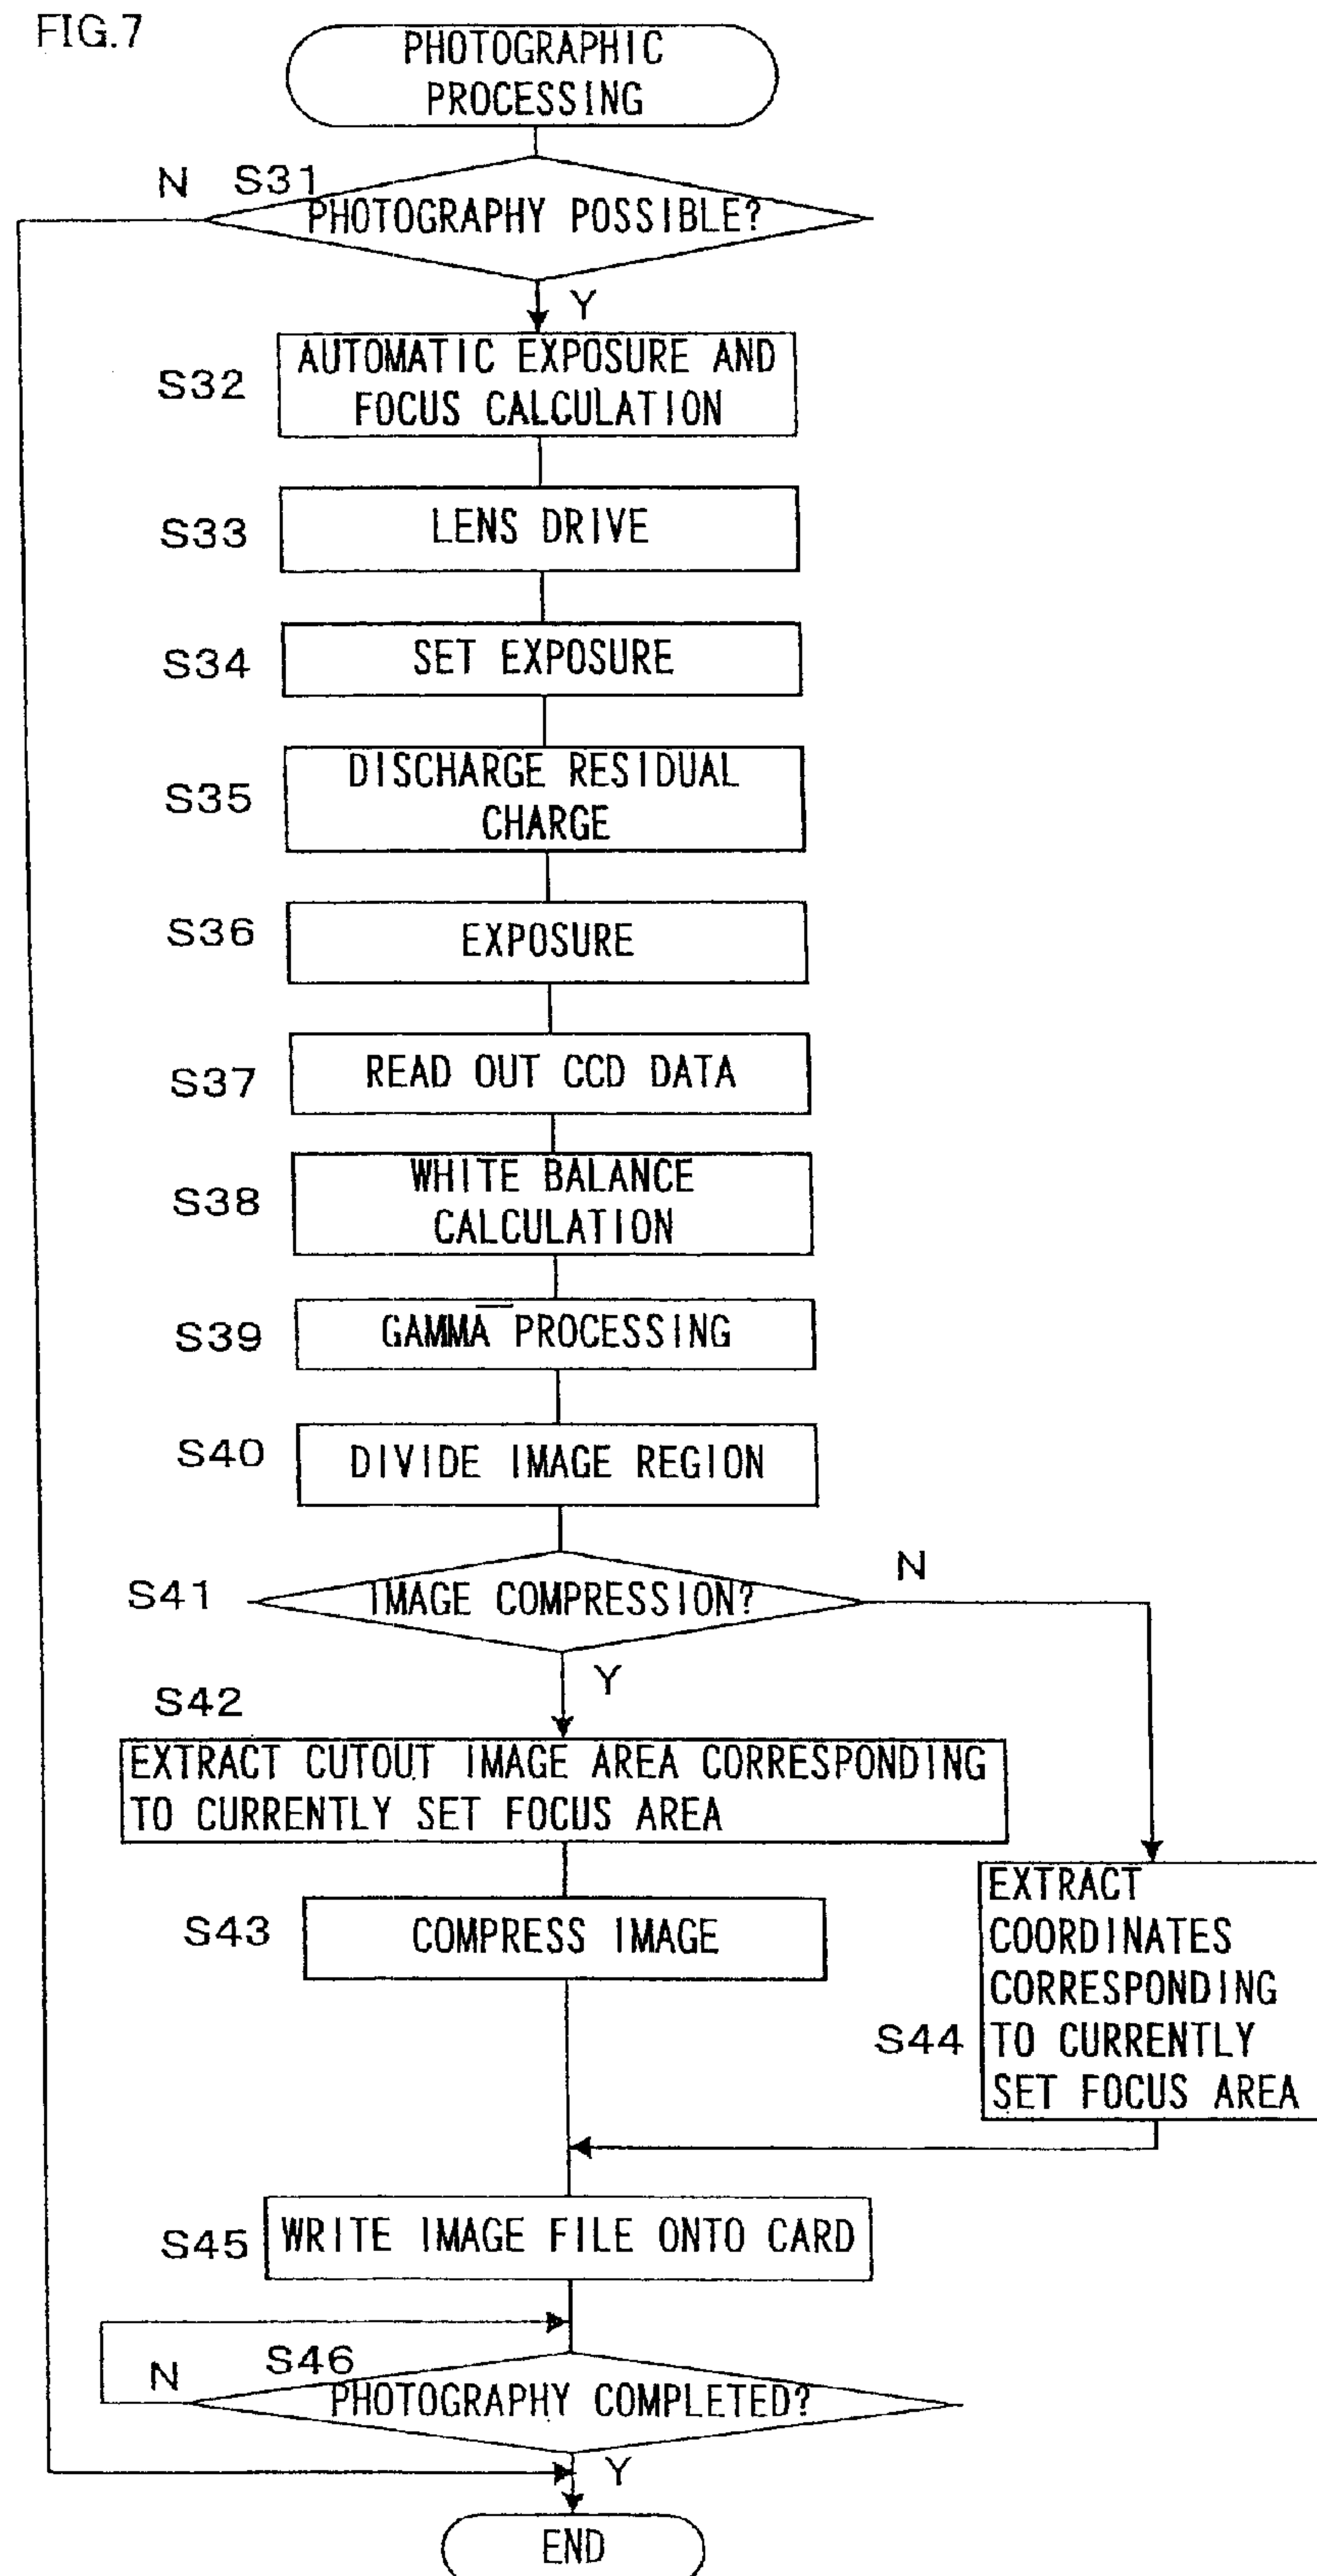 FIG.7
PHOTOGRAPHIC
PROCESSING
N
S31
PHOTOGRAPHY POSSIBLE?
Y
S32
AUTOMATIC EXPOSURE AND
FOCUS CALCULATION
S33
LENS DRIVE
S34
SET EXPOSURE
S35
DISCHARGE RESIDUAL
CHARGE
S36
EXPOSURE
S37
READ OUT CCD DATA
S38
WHITE BALANCE
CALCULATION
S39
GAMMA PROCESSING
S40
DIVIDE IMAGE REGION
S41
IMAGE COMPRESSION?
N
Y
S42
EXTRACT CUTOUT IMAGE AREA CORRESPONDING
TO CURRENTLY SET FOCUS AREA
S43
COMPRESS IMAGE
S44
EXTRACT
COORDINATES
CORRESPONDING
TO CURRENTLY
SET FOCUS AREA
S45
WRITE IMAGE FILE ONTO CARD
N
S46
PHOTOGRAPHY COMPLETED?
Y
END